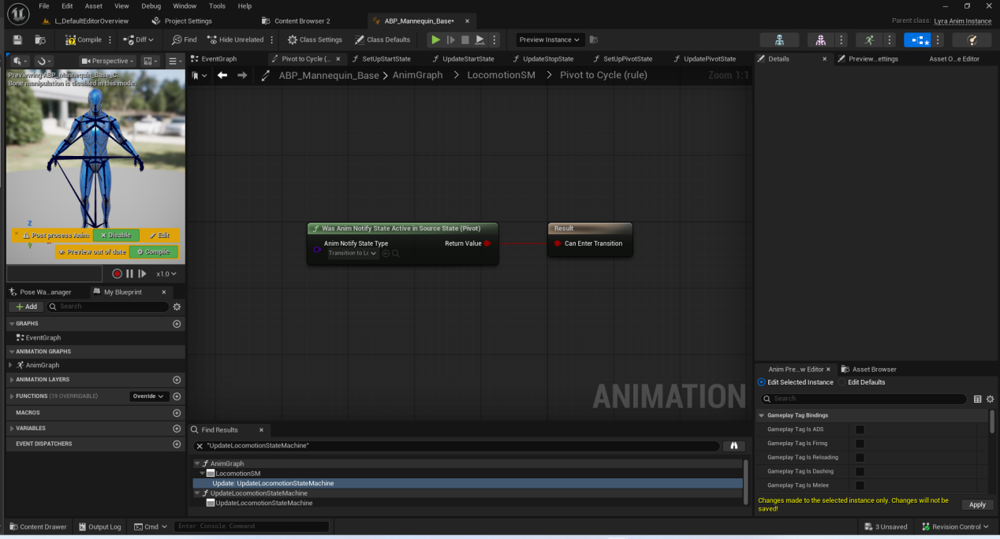 File Edit Asset View Debug Window Tools Help
L_DefaultEditorOverview Project Settings Content Browser 2 ABP_Mannequin_Base*
Parent class: Lyra Anim Instance
Compile Diff Find Hide Unrelated Class Settings Class Defaults Preview Instance
Perspective
EventGraph Pivot to Cycle (... SetUpStartState UpdateStartState UpdateStopState SetUpPivotState UpdatePivotState
Details Preview...ettings Asset O...e Editor
ABP_Mannequin_Base > AnimGraph > LocomotionSM > Pivot to Cycle (rule)
Zoom 1:1
Previewing ABP_Mannequin_Base_C.
Bone manipulation is disabled in this mode.
Z
Post process Anim. Disable Edit
Preview out of date Compile
x1.0
Was Anim Notify State Active in Source State (Pivot)
Anim Notify State Type Return Value
Transition to Lc
Result
Can Enter Transition
ANIMATION
Pose Wa...anager My Blueprint
Add Search
GRAPHS
EventGraph
ANIMATION GRAPHS
AnimGraph
ANIMATION LAYERS
FUNCTIONS (19 OVERRIDABLE) Override
MACROS
VARIABLES
EVENT DISPATCHERS
Find Results
"UpdateLocomotionStateMachine"
AnimGraph
LocomotionSM
Update: UpdateLocomotionStateMachine
UpdateLocomotionStateMachine
UpdateLocomotionStateMachine
Anim Pre...w Editor Asset Browser
Edit Selected Instance Edit Defaults
Search
Gameplay Tag Bindings
Gameplay Tag Is ADS
Gameplay Tag Is Firing
Gameplay Tag Is Reloading
Gameplay Tag Is Dashing
Gameplay Tag Is Melee
Changes made to the selected instance only. Changes will not be
saved!
Apply
Content Drawer Output Log Cmd Enter Console Command
3 Unsaved Revision Control